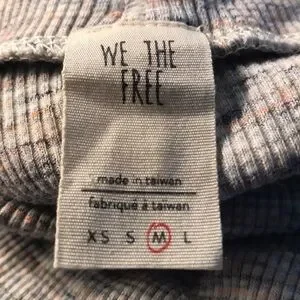 WE THE
FREE
made in taiwan
fabriqué à taiwan
XS S M L